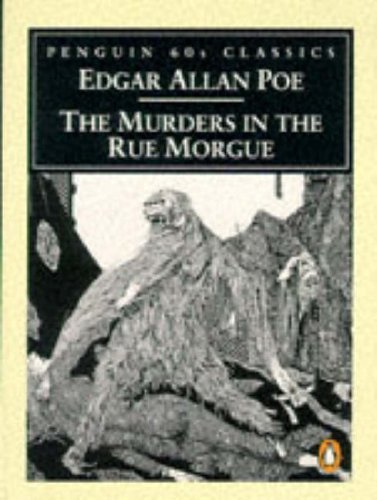 PENGUIN 60s CLASSICS
EDGAR ALLAN POE
THE MURDERS IN THE
RUE MORGUE